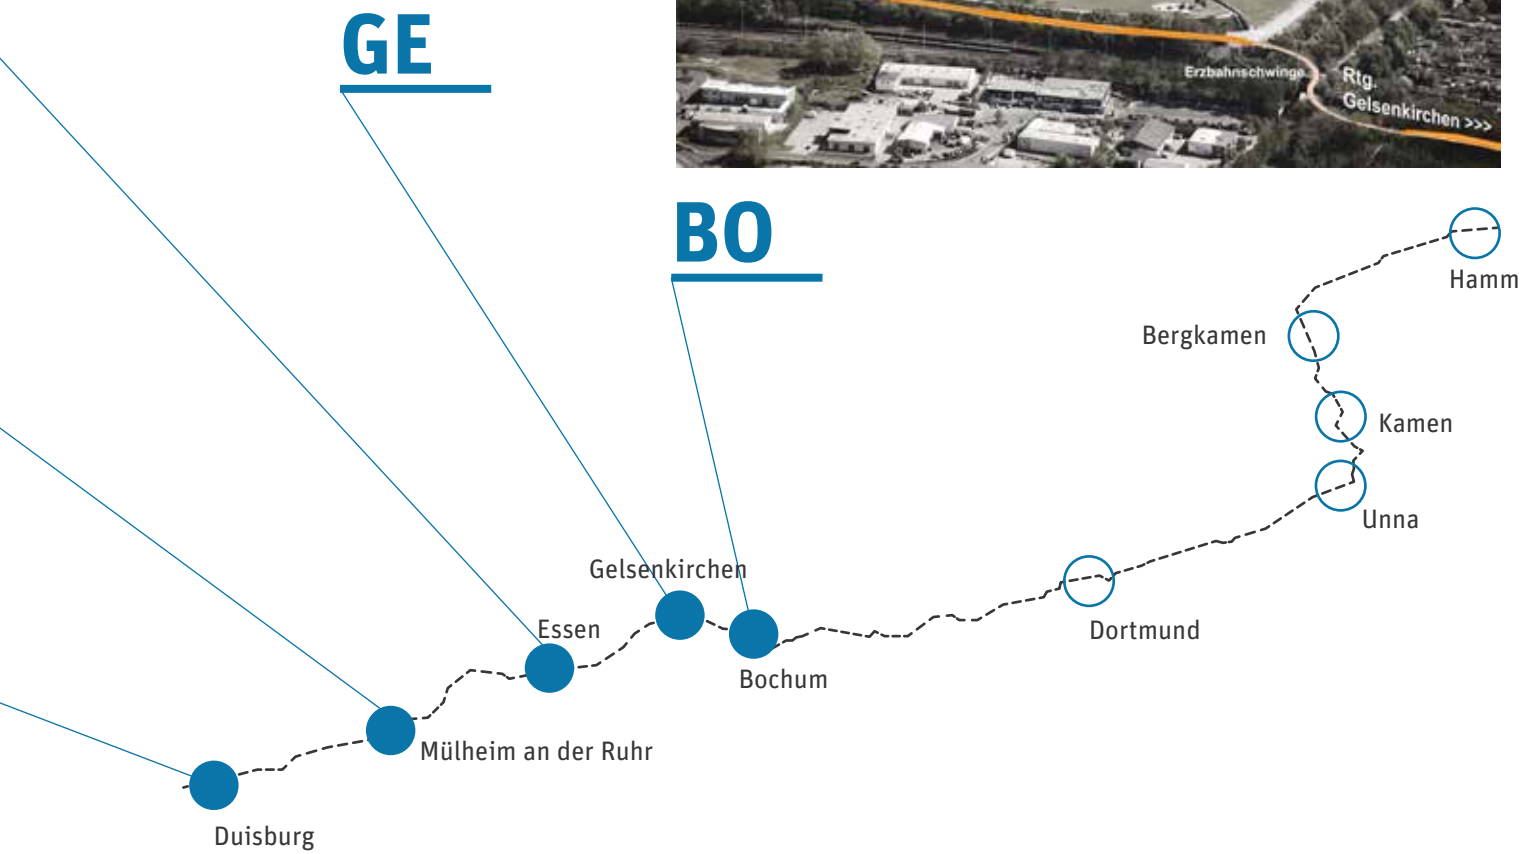 GE
Erzbahnschwinge
Rtg.
Gelsenkirchen >>>
BO
Hamm
Bergkamen
Kamen
Unna
Gelsenkirchen
Essen
Dortmund
Bochum
Mülheim an der Ruhr
Duisburg